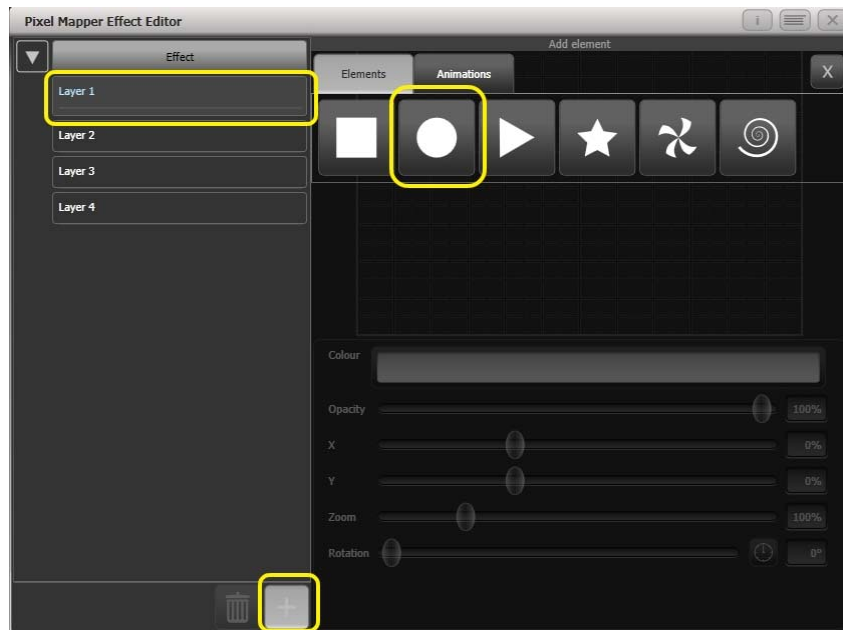 Pixel Mapper Effect Editor
i
X
Effect
Add element
Elements
Animations
X
Layer 1
Layer 2
Layer 3
Layer 4
Colour
Opacity
100%
X
0%
Y
0%
Zoom
100%
Rotation
0°
+